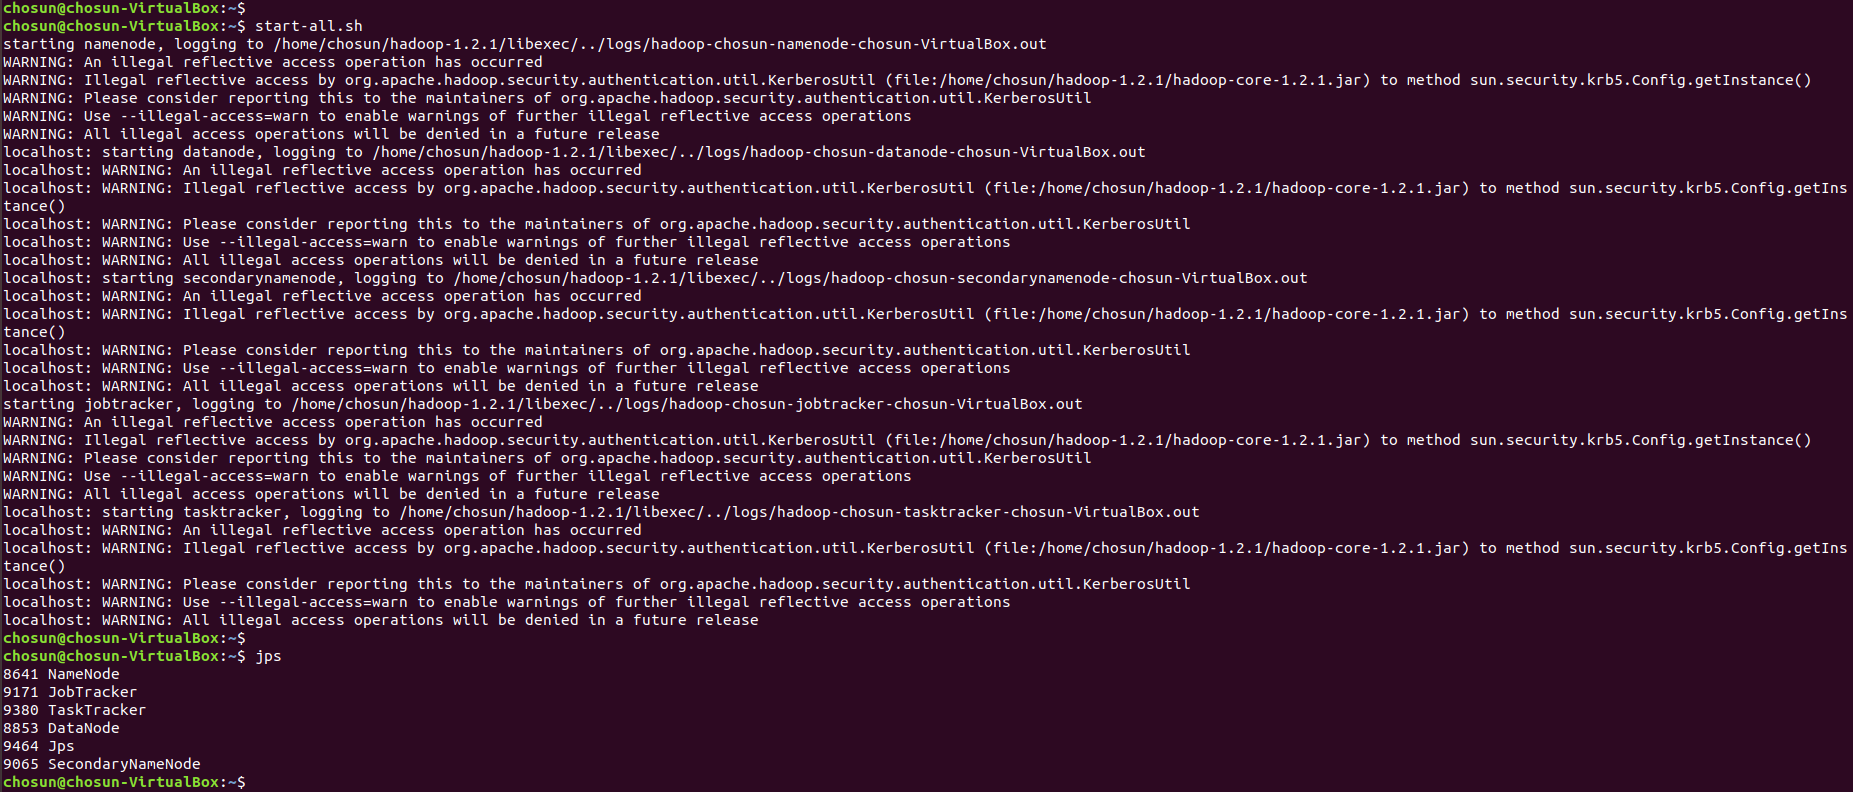 chosun@chosun-VirtualBox:~$
chosun@chosun-VirtualBox:~$ start-all.sh
starting namenode, logging to /home/chosun/hadoop-1.2.1/libexec/../logs/hadoop-chosun-namenode-chosun-VirtualBox.out
WARNING: An illegal reflective access operation has occurred
WARNING: Illegal reflective access by org.apache.hadoop.security.authentication.util.KerberosUtil (file:/home/chosun/hadoop-1.2.1/hadoop-core-1.2.1.jar) to method sun.security.krb5.Config.getInstance()
WARNING: Please consider reporting this to the maintainers of org.apache.hadoop.security.authentication.util.KerberosUtil
WARNING: Use --illegal-access=warn to enable warnings of further illegal reflective access operations
WARNING: All illegal access operations will be denied in a future release
localhost: starting datanode, logging to /home/chosun/hadoop-1.2.1/libexec/../logs/hadoop-chosun-datanode-chosun-VirtualBox.out
localhost: WARNING: An illegal reflective access operation has occurred
localhost: WARNING: Illegal reflective access by org.apache.hadoop.security.authentication.util.KerberosUtil (file:/home/chosun/hadoop-1.2.1/hadoop-core-1.2.1.jar) to method sun.security.krb5.Config.getIns
tance()
localhost: WARNING: Please consider reporting this to the maintainers of org.apache.hadoop.security.authentication.util.KerberosUtil
localhost: WARNING: Use --illegal-access=warn to enable warnings of further illegal reflective access operations
localhost: WARNING: All illegal access operations will be denied in a future release
localhost: starting secondarynamenode, logging to /home/chosun/hadoop-1.2.1/libexec/../logs/hadoop-chosun-secondarynamenode-chosun-VirtualBox.out
localhost: WARNING: An illegal reflective access operation has occurred
localhost: WARNING: Illegal reflective access by org.apache.hadoop.security.authentication.util.KerberosUtil (file:/home/chosun/hadoop-1.2.1/hadoop-core-1.2.1.jar) to method sun.security.krb5.Config.getIns
tance()
localhost: WARNING: Please consider reporting this to the maintainers of org.apache.hadoop.security.authentication.util.KerberosUtil
localhost: WARNING: Use --illegal-access=warn to enable warnings of further illegal reflective access operations
localhost: WARNING: All illegal access operations will be denied in a future release
starting jobtracker, logging to /home/chosun/hadoop-1.2.1/libexec/../logs/hadoop-chosun-jobtracker-chosun-VirtualBox.out
WARNING: An illegal reflective access operation has occurred
WARNING: Illegal reflective access by org.apache.hadoop.security.authentication.util.KerberosUtil (file:/home/chosun/hadoop-1.2.1/hadoop-core-1.2.1.jar) to method sun.security.krb5.Config.getInstance()
WARNING: Please consider reporting this to the maintainers of org.apache.hadoop.security.authentication.util.KerberosUtil
WARNING: Use --illegal-access=warn to enable warnings of further illegal reflective access operations
WARNING: All illegal access operations will be denied in a future release
localhost: starting tasktracker, logging to /home/chosun/hadoop-1.2.1/libexec/../logs/hadoop-chosun-tasktracker-chosun-VirtualBox.out
localhost: WARNING: An illegal reflective access operation has occurred
localhost: WARNING: Illegal reflective access by org.apache.hadoop.security.authentication.util.KerberosUtil (file:/home/chosun/hadoop-1.2.1/hadoop-core-1.2.1.jar) to method sun.security.krb5.Config.getIns
tance()
localhost: WARNING: Please consider reporting this to the maintainers of org.apache.hadoop.security.authentication.util.KerberosUtil
localhost: WARNING: Use --illegal-access=warn to enable warnings of further illegal reflective access operations
localhost: WARNING: All illegal access operations will be denied in a future release
chosun@chosun-VirtualBox:~$
chosun@chosun-VirtualBox:~$ jps
8641 NameNode
9171 JobTracker
9380 TaskTracker
8853 DataNode
9464 Jps
9065 SecondaryNameNode
chosun@chosun-VirtualBox:~$